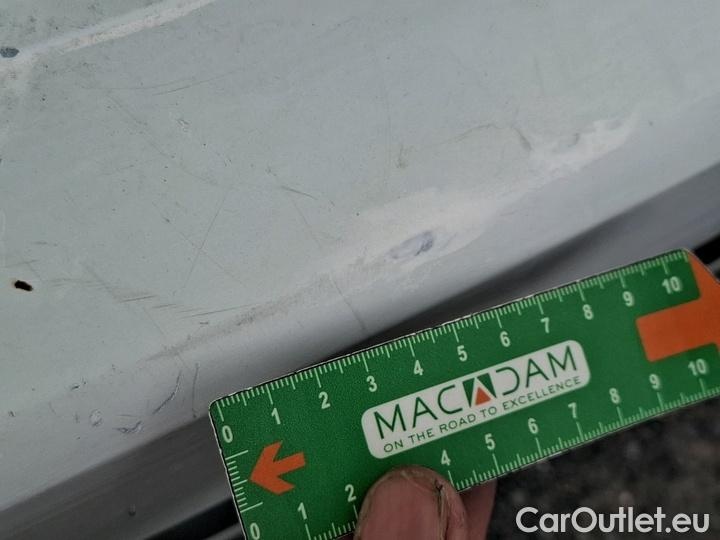 0 1 2 3 4 5 6 7 8 9 10
MACADAM
ON THE ROAD TO EXCELLENCE
0 1 2 4 5 6 7 8 9 10
CarOutlet.eu